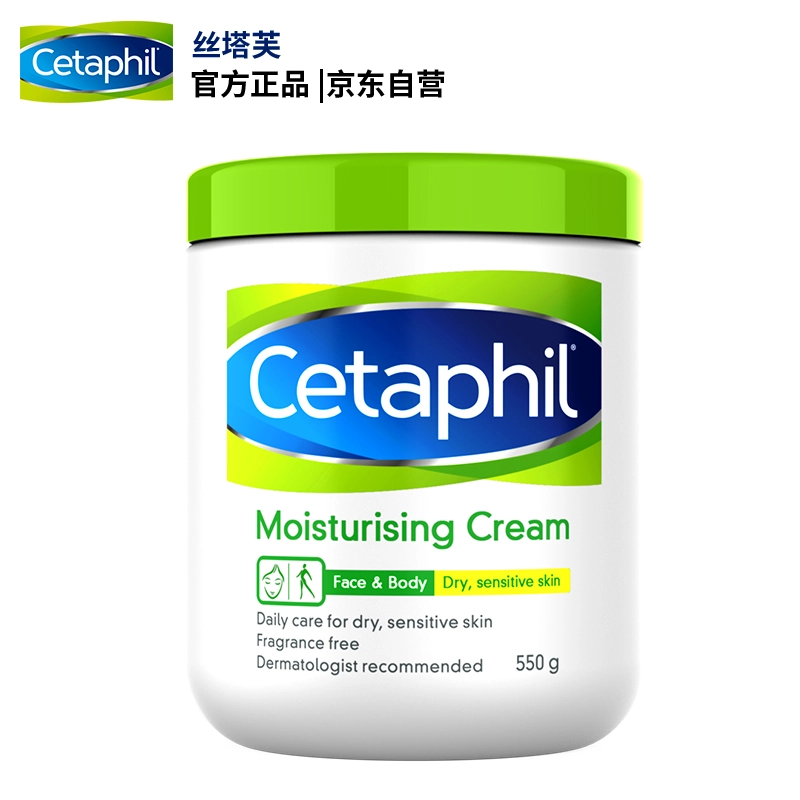 Cetaphil
丝塔芙
官方正品 | 京东自营
Cetaphil®
Moisturising Cream
Face & Body Dry, sensitive skin
Daily care for dry, sensitive skin
Fragrance free
Dermatologist recommended 550 g